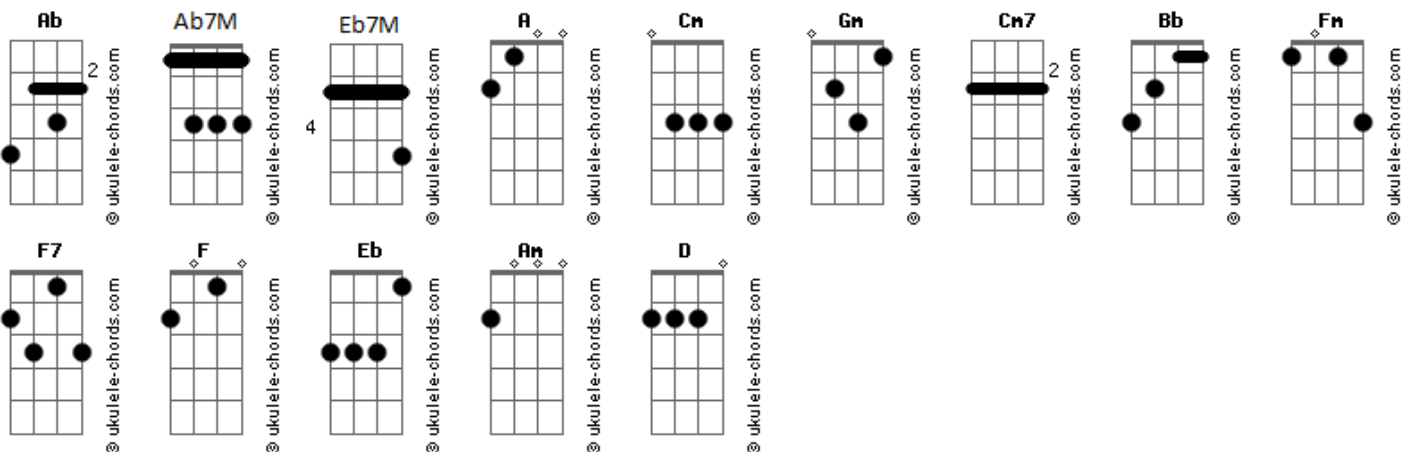 Ab Ab7M Eb7M A Cm Gm Cm7 Bb Fm
2 4 2
© ukulele-chords.com © ukulele-chords.com © ukulele-chords.com © ukulele-chords.com © ukulele-chords.com © ukulele-chords.com © ukulele-chords.com © ukulele-chords.com © ukulele-chords.com
F7 F Eb Am D
© ukulele-chords.com © ukulele-chords.com © ukulele-chords.com © ukulele-chords.com © ukulele-chords.com